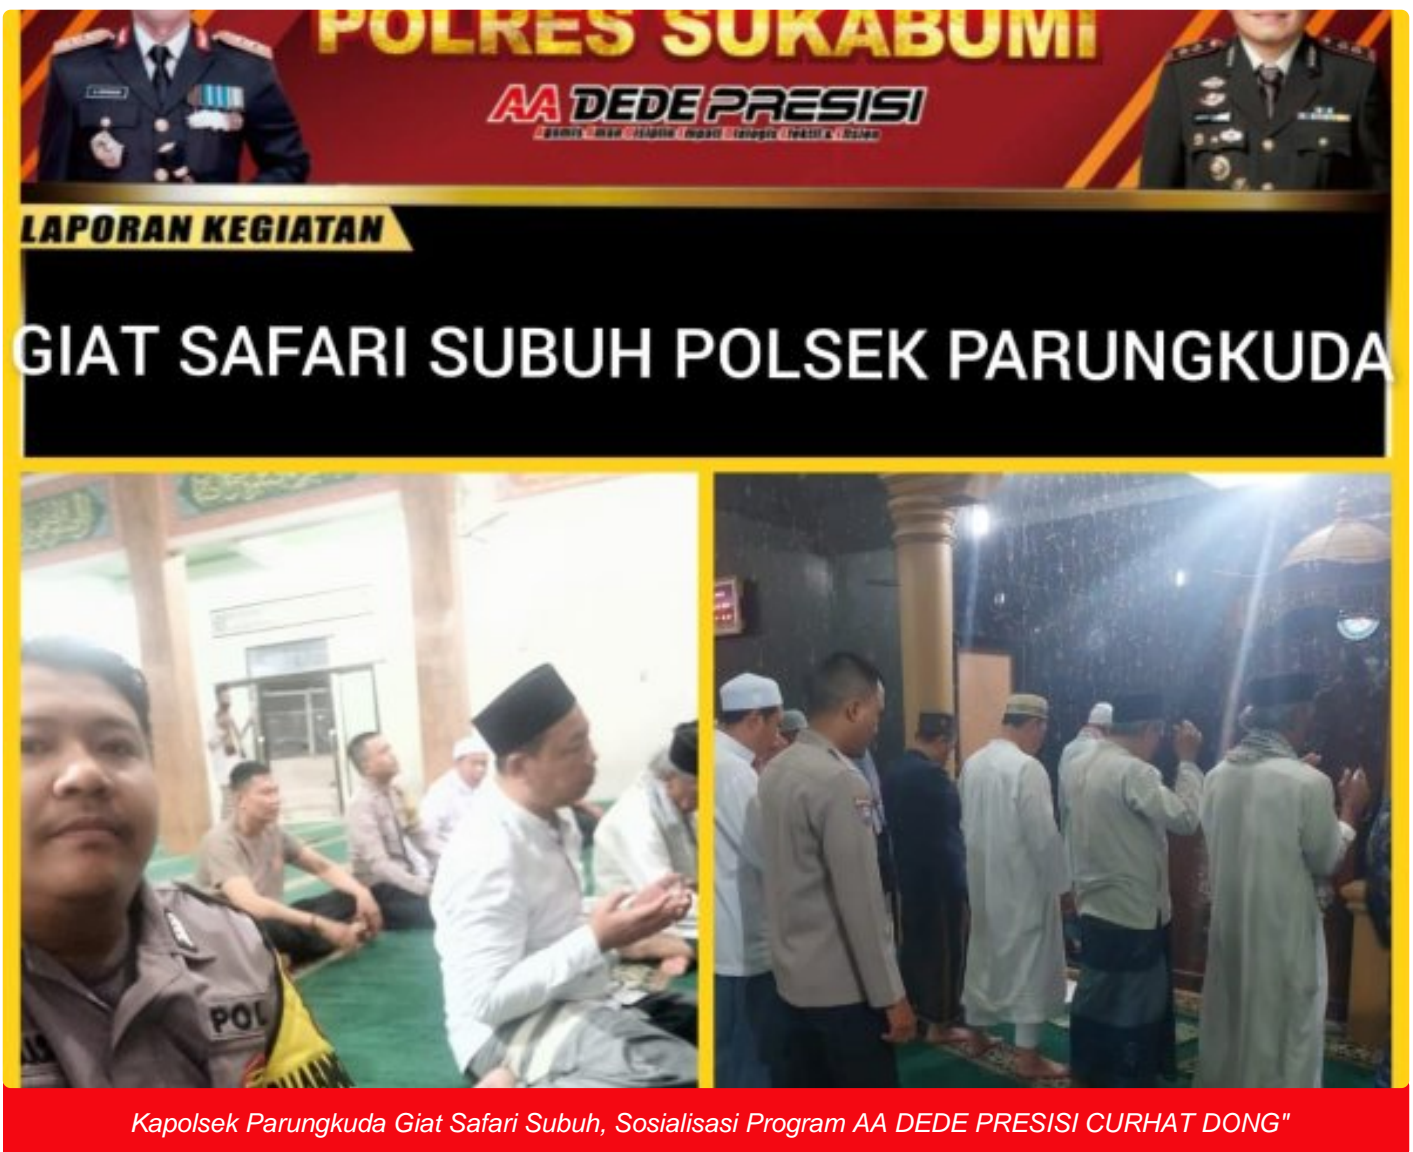 POLRES SUKABUMI
AA DEDE PRESISI
LAPORAN KEGIATAN
GIAT SAFARI SUBUH POLSEK PARUNGKUDA
POL
Kapolsek Parungkuda Giat Safari Subuh, Sosialisasi Program AA DEDE PRESISI CURHAT DONG"